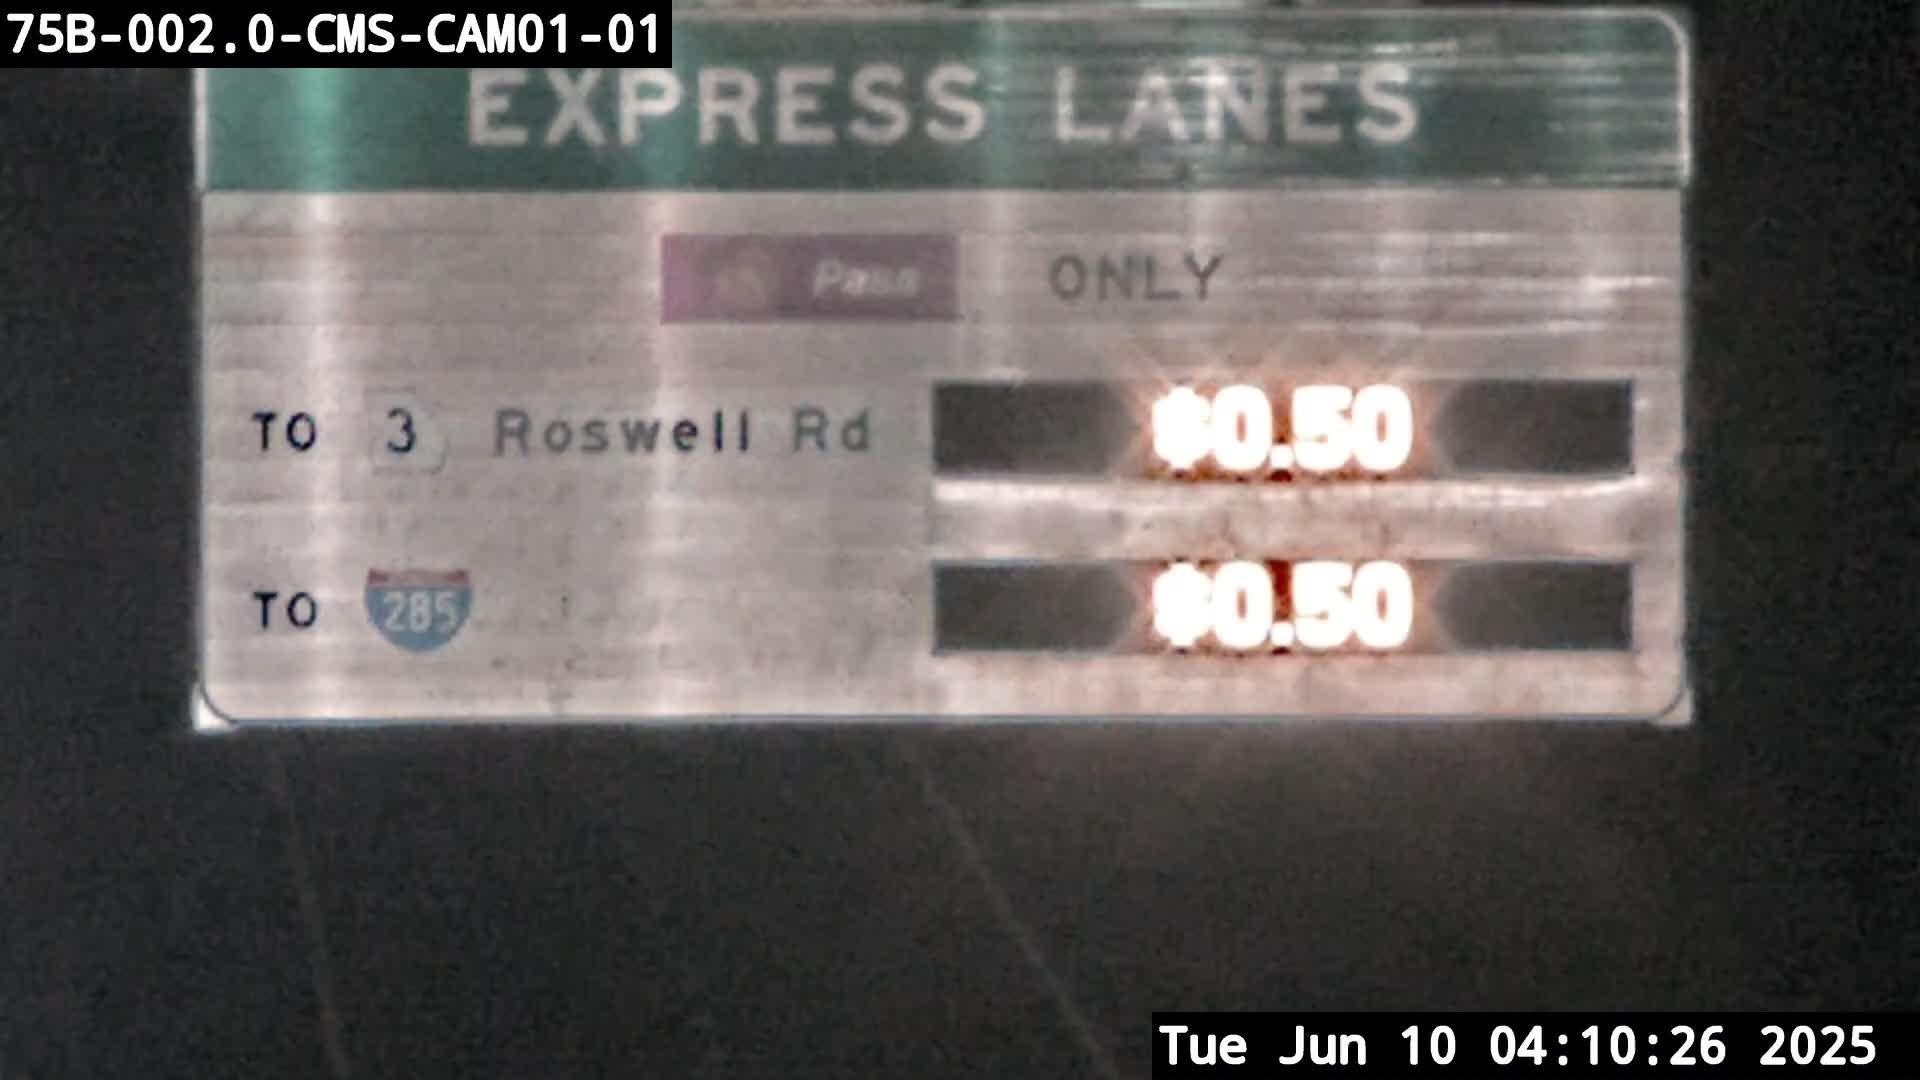 75B-002.0-CMS-CAM01-01
EXPRESS LANES
Pass ONLY
TO 3 Roswell Rd $0.50
TO 285 $0.50
Tue Jun 10 04:10:26 2025